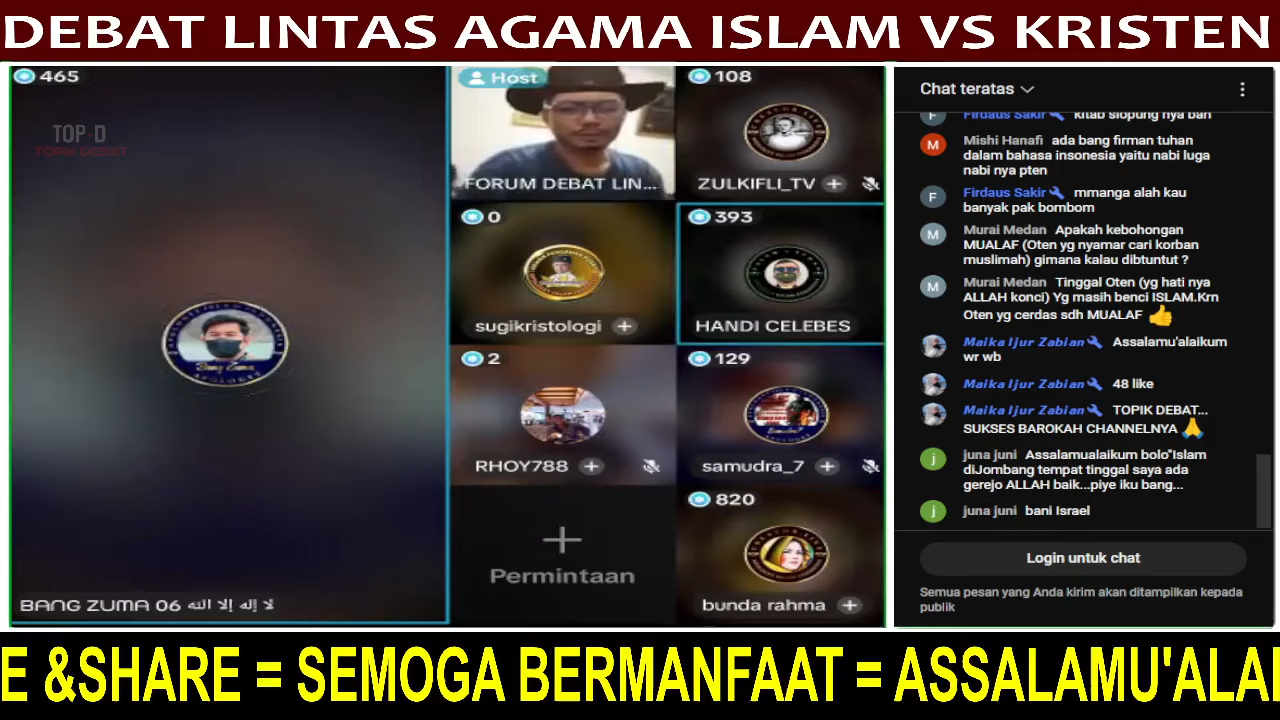 DEBAT LINTAS AGAMA ISLAM VS KRISTEN
465
TOP D
TOPIK DEBAT
Bang Zuma
BANG ZUMA 06 لا إله إلا الله
Host
FORUM DEBAT LIN...
108
ZULKIFLI_TV
0
sugikristologi
393
HANDI CELEBES
2
RHOY788
129
samudra_7
Permintaan
820
bunda rahma
Chat teratas
Firdaus Sakir kitab siopung nya bah
Mishi Hanafi ada bang firman tuhan
dalam bahasa insonesia yaitu nabi luga
nabi nya pten
Firdaus Sakir mmanga alah kau
banyak pak bombom
Murai Medan Apakah kebohongan
MUALAF (Oten yg nyamar cari korban
muslimah) gimana kalau dibtuntut ?
Murai Medan Tinggal Oten (yg hati nya
ALLAH konci) Yg masih benci ISLAM.Krn
Oten yg cerdas sdh MUALAF 👍
Maika Ijur Zabian Assalamu'alaikum
wr wb
Maika Ijur Zabian 48 like
Maika Ijur Zabian TOPIK DEBAT...
SUKSES BAROKAH CHANNELNYA 🙏
juna juni Assalamualaikum bolo"Islam
diJombang tempat tinggal saya ada
gerejo ALLAH baik...piye iku bang...
juna juni bani Israel
Login untuk chat
Semua pesan yang Anda kirim akan ditampilkan kepada
publik
E &SHARE = SEMOGA BERMANFAAT = ASSALAMU'ALAI